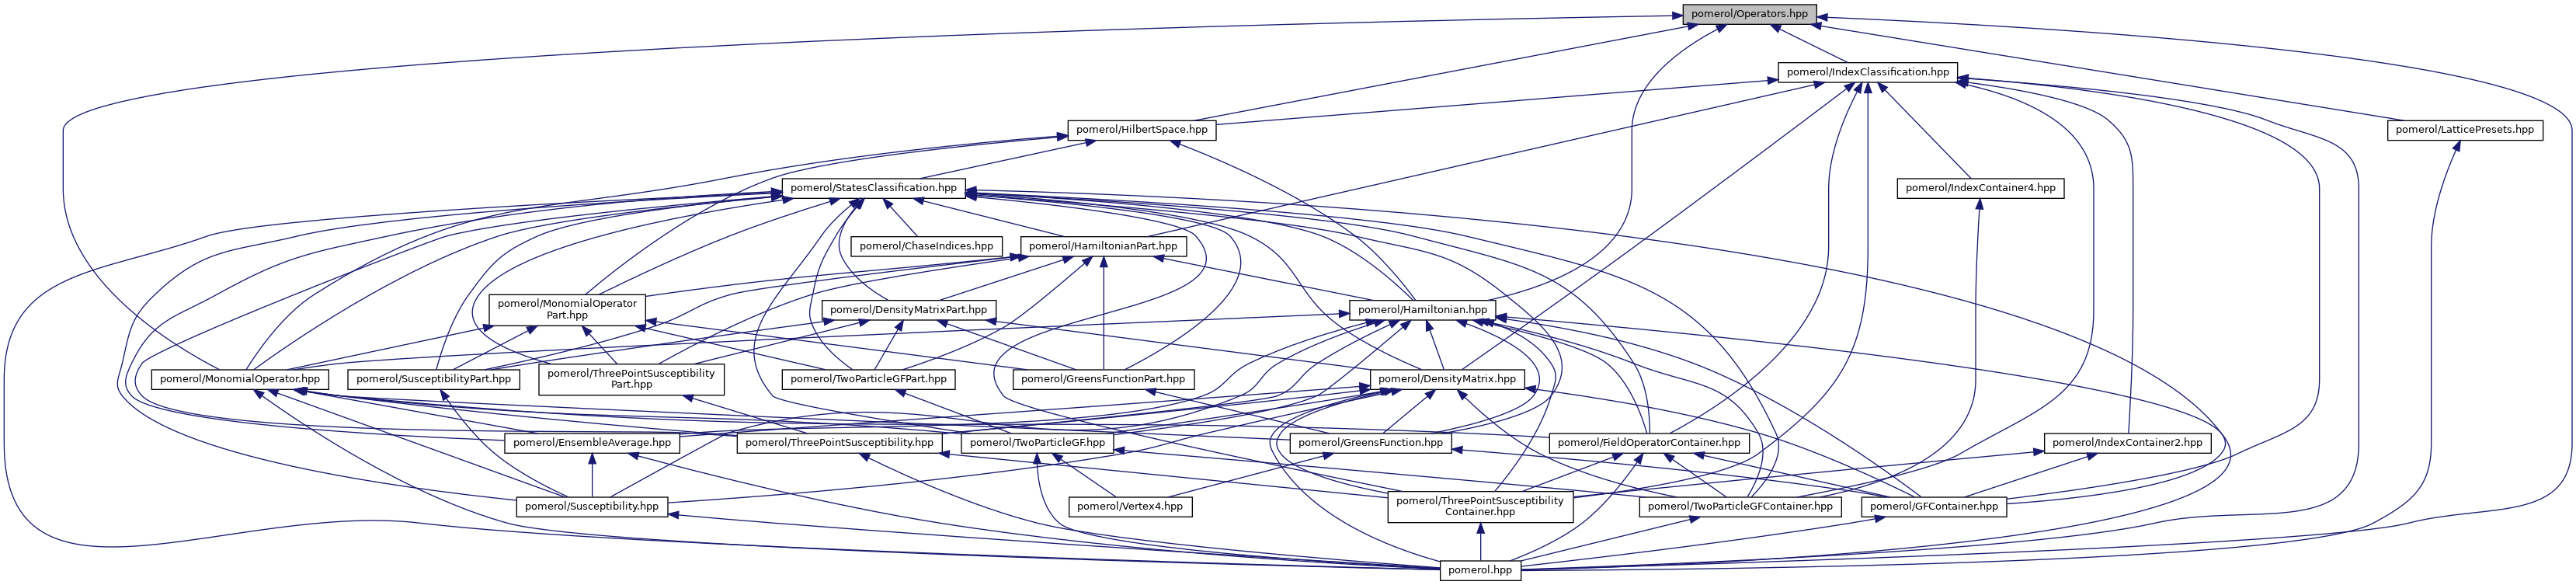 pomerol/Operators.hpp
pomerol/IndexClassification.hpp
pomerol/HilbertSpace.hpp
pomerol/LatticePresets.hpp
pomerol/StatesClassification.hpp
pomerol/IndexContainer4.hpp
pomerol/ChaseIndices.hpp
pomerol/HamiltonianPart.hpp
pomerol/MonomialOperator
Part.hpp
pomerol/DensityMatrixPart.hpp
pomerol/Hamiltonian.hpp
pomerol/MonomialOperator.hpp
pomerol/SusceptibilityPart.hpp
pomerol/ThreePointSusceptibility
Part.hpp
pomerol/TwoParticleGFPart.hpp
pomerol/GreensFunctionPart.hpp
pomerol/DensityMatrix.hpp
pomerol/EnsembleAverage.hpp
pomerol/ThreePointSusceptibility.hpp
pomerol/TwoParticleGF.hpp
pomerol/GreensFunction.hpp
pomerol/FieldOperatorContainer.hpp
pomerol/IndexContainer2.hpp
pomerol/Susceptibility.hpp
pomerol/Vertex4.hpp
pomerol/ThreePointSusceptibility
Container.hpp
pomerol/TwoParticleGFContainer.hpp
pomerol/GFContainer.hpp
pomerol.hpp